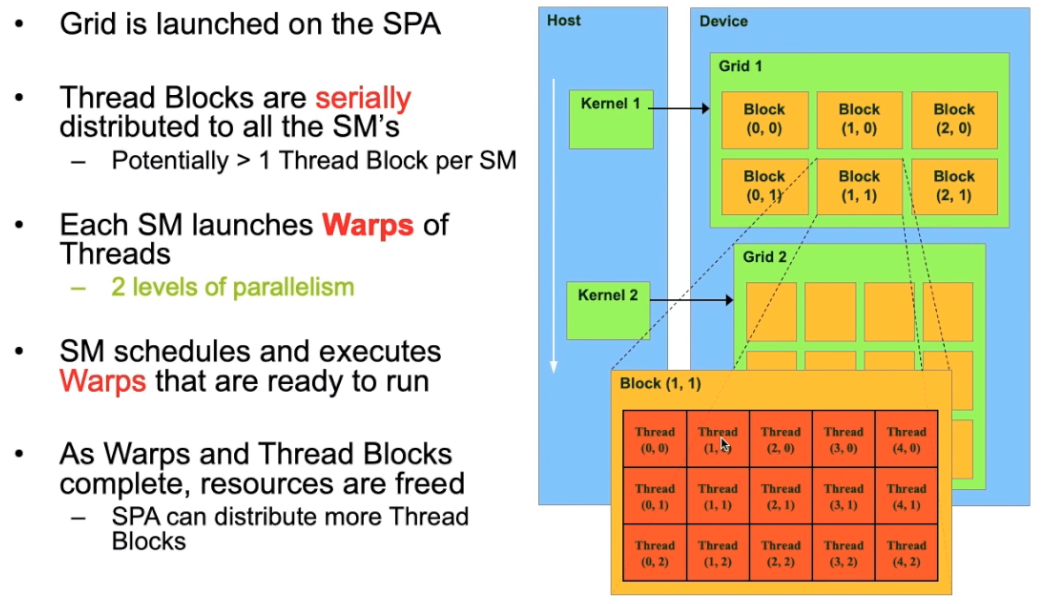 • Grid is launched on the SPA
• Thread Blocks are serially
distributed to all the SM's
– Potentially > 1 Thread Block per SM
• Each SM launches Warps of
Threads
– 2 levels of parallelism
• SM schedules and executes
Warps that are ready to run
• As Warps and Thread Blocks
complete, resources are freed
– SPA can distribute more Thread
Blocks
Host
Device
Grid 1
Kernel 1
Block Block Block
(0, 0) (1, 0) (2, 0)
Block Block Block
(0, 1) (1, 1) (2, 1)
Grid 2
Kernel 2
Block (1, 1)
Thread Thread Thread Thread Thread
(0, 0) (1, (2, 0) (3, 0) (4, 0)
Thread Thread Thread Thread Thread
(0, 1) (1, 1) (2, 1) (3, 1) (4, 1)
Thread Thread Thread Thread Thread
(0, 2) (1, 2) (2, 2) (3, 2) (4, 2)